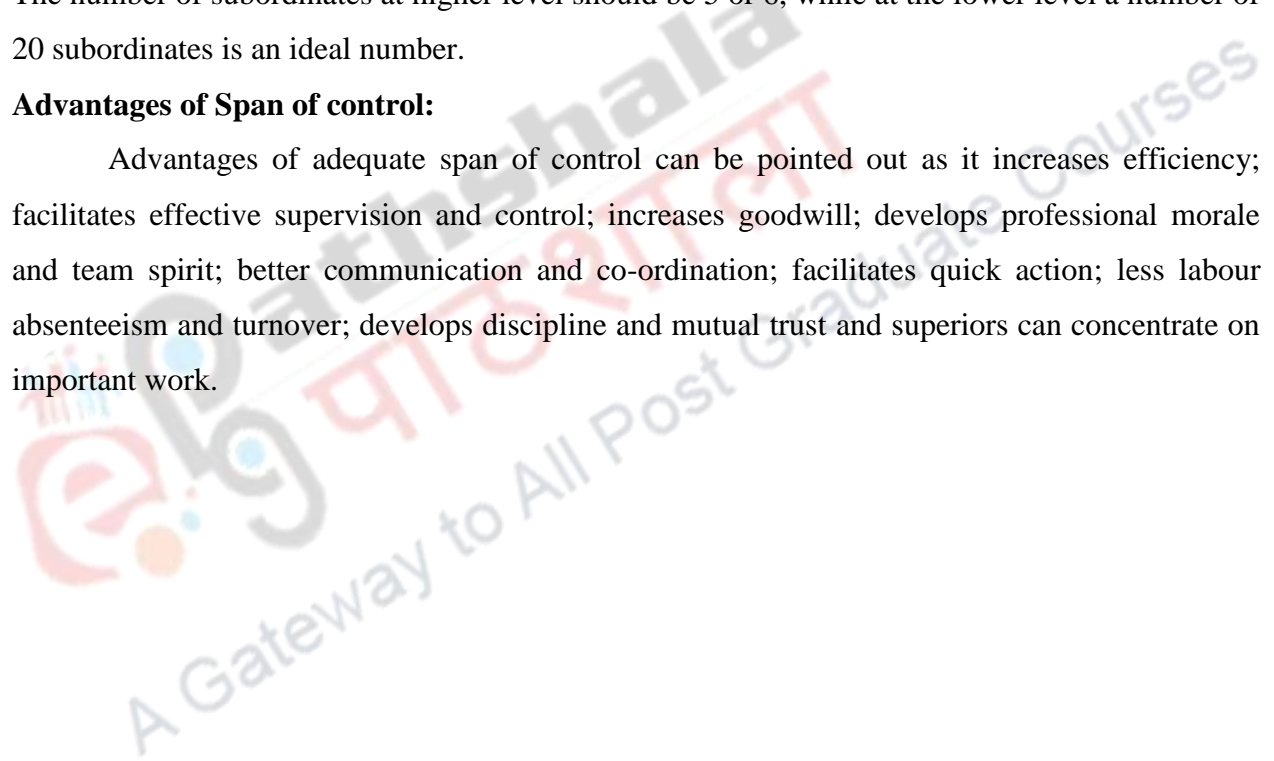 The number of subordinates at higher level should be 5 or 6, while at the lower level a number of
20 subordinates is an ideal number.
Advantages of Span of control:
Advantages of adequate span of control can be pointed out as it increases efficiency;
facilitates effective supervision and control; increases goodwill; develops professional morale
and team spirit; better communication and co-ordination; facilitates quick action; less labour
absenteeism and turnover; develops discipline and mutual trust and superiors can concentrate on
important work.
ePathshala
पाठशाला
A Gateway to All Post Graduate Courses